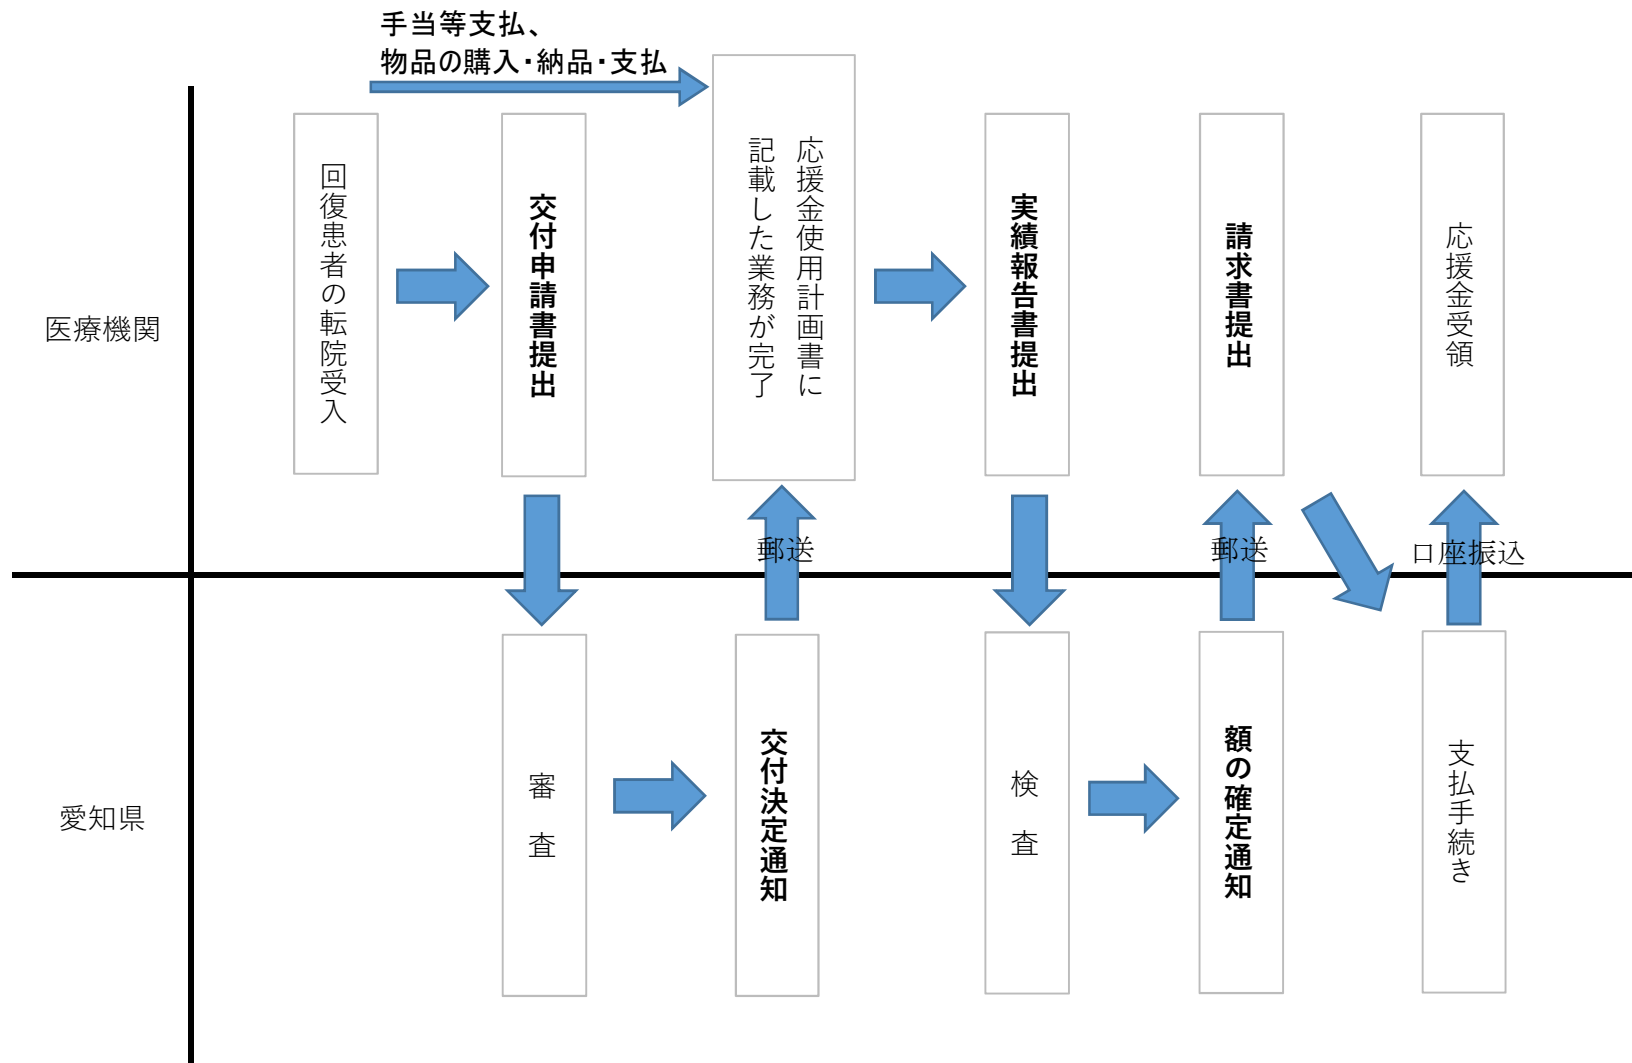 手当等支払、
物品の購入・納品・支払
医療機関
回復患者の転院受入
交付申請書提出
応援金使用計画書に
記載した業務が完了
実績報告書提出
請求書提出
応援金受領
郵送
郵送
口座振込
愛知県
審査
交付決定通知
検査
額の確定通知
支払手続き